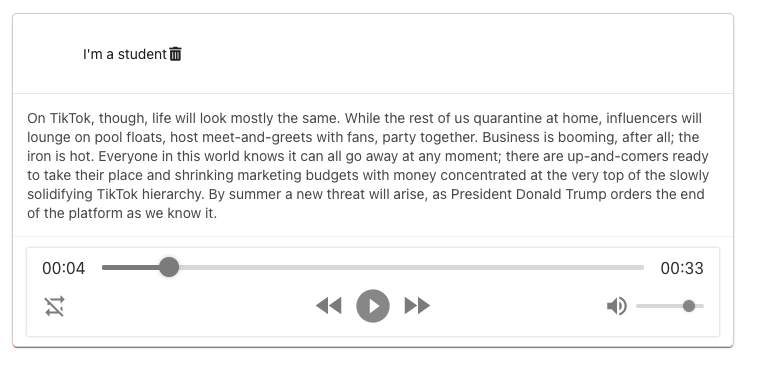 I'm a student
On TikTok, though, life will look mostly the same. While the rest of us quarantine at home, influencers will
lounge on pool floats, host meet-and-greets with fans, party together. Business is booming, after all; the
iron is hot. Everyone in this world knows it can all go away at any moment; there are up-and-comers ready
to take their place and shrinking marketing budgets with money concentrated at the very top of the slowly
solidifying TikTok hierarchy. By summer a new threat will arise, as President Donald Trump orders the end
of the platform as we know it.
00:04 00:33